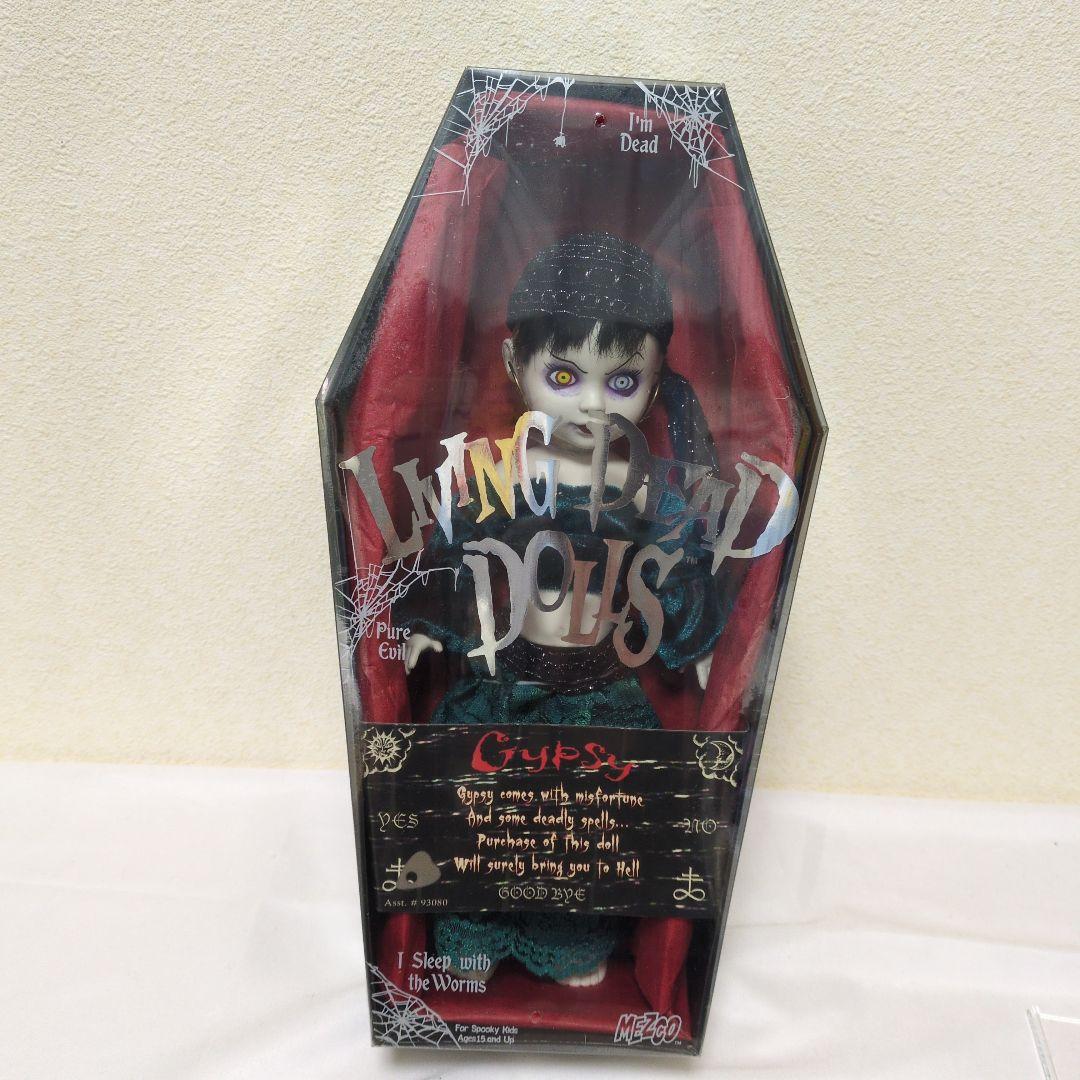 I'm
Dead
LIVING DEAD
DOLLS™
Pure
Evil
Gypsy
Gypsy comes with misfortune
And some deadly spells...
Purchase of this doll
Will surely bring you to Hell
YES
NO
GOOD BYE
Asst. # 93080
I Sleep with
the Worms
For Spooky Kids
Ages 15 and Up
MEZCO™